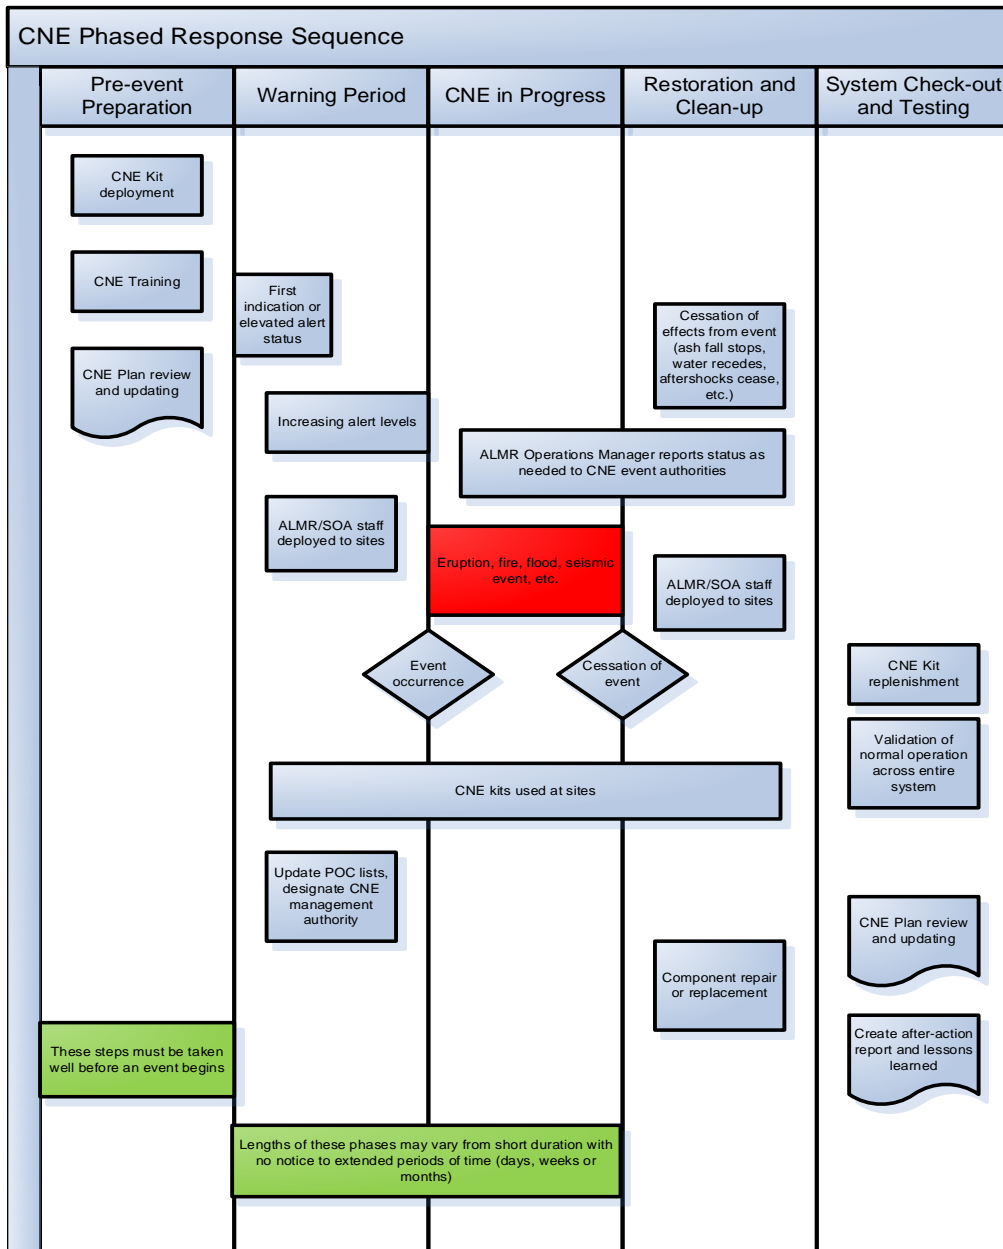 CNE Phased Response Sequence
Pre-event
Preparation
Warning Period
CNE in Progress
Restoration and
Clean-up
System Check-out
and Testing
CNE Kit
deployment
CNE Training
CNE Plan review
and updating
These steps must be taken
well before an event begins
First
indication or
elevated alert
status
Increasing alert levels
ALMR/SOA staff
deployed to sites
Event
occurrence
CNE kits used at sites
Update POC lists,
designate CNE
management
authority
Lengths of these phases may vary from short duration with
no notice to extended periods of time (days, weeks or
months)
ALMR Operations Manager reports status as
needed to CNE event authorities
Eruption, fire, flood, seismic
event, etc.
Cessation of
event
Cessation of
effects from event
(ash fall stops,
water recedes,
aftershocks cease,
etc.)
ALMR/SOA staff
deployed to sites
Component repair
or replacement
CNE Kit
replenishment
Validation of
normal operation
across entire
system
CNE Plan review
and updating
Create after-action
report and lessons
learned